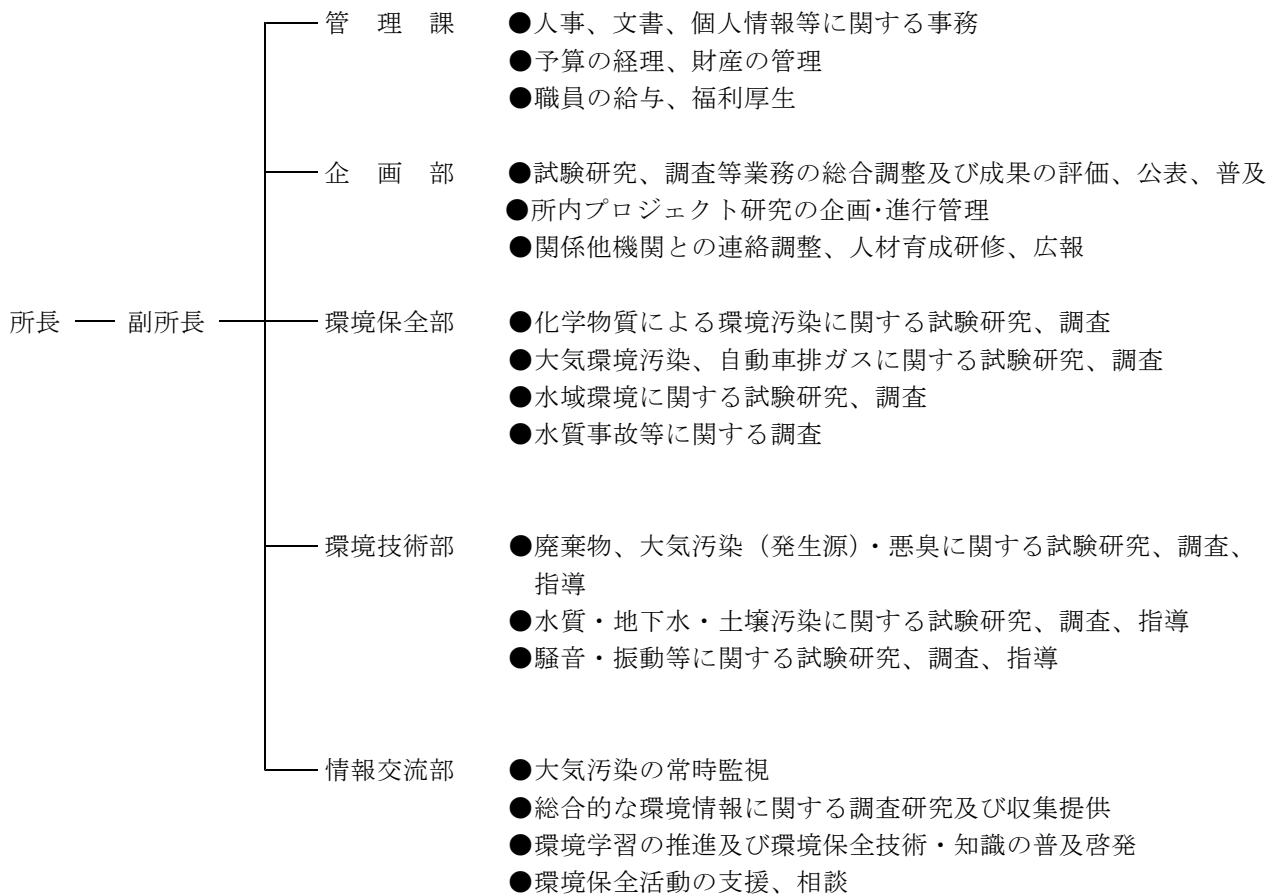 管　理　課　●人事、文書、個人情報等に関する事務
●予算の経理、財産の管理
●職員の給与、福利厚生
企　画　部　●試験研究、調査等業務の総合調整及び成果の評価、公表、普及
●所内プロジェクト研究の企画･進行管理
●関係他機関との連絡調整、人材育成研修、広報
所長　副所長　環境保全部　●化学物質による環境汚染に関する試験研究、調査
●大気環境汚染、自動車排ガスに関する試験研究、調査
●水域環境に関する試験研究、調査
●水質事故等に関する調査
環境技術部　●廃棄物、大気汚染（発生源）・悪臭に関する試験研究、調査、
指導
●水質・地下水・土壌汚染に関する試験研究、調査、指導
●騒音・振動等に関する試験研究、調査、指導
情報交流部　●大気汚染の常時監視
●総合的な環境情報に関する調査研究及び収集提供
●環境学習の推進及び環境保全技術・知識の普及啓発
●環境保全活動の支援、相談